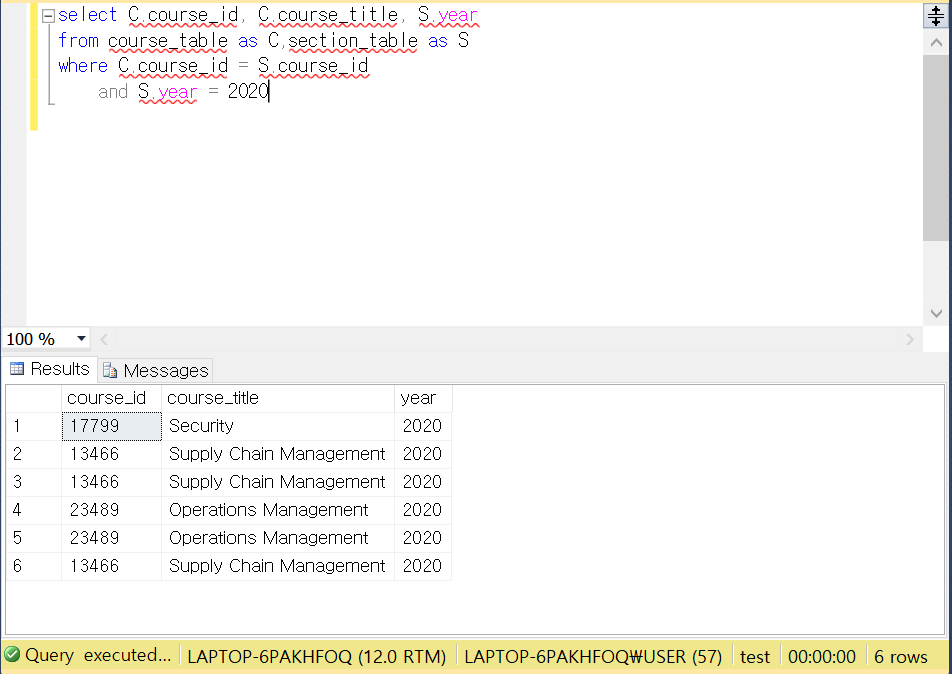 select C.course_id, C.course_title, S.year
from course_table as C,section_table as S
where C.course_id = S.course_id
and S.year = 2020
100 %
Results Messages
course_id course_title year
1 17799 Security 2020
2 13466 Supply Chain Management 2020
3 13466 Supply Chain Management 2020
4 23489 Operations Management 2020
5 23489 Operations Management 2020
6 13466 Supply Chain Management 2020
Query executed... LAPTOP-6PAKHFOQ (12.0 RTM) LAPTOP-6PAKHFOQ₩USER (57) test 00:00:00 6 rows